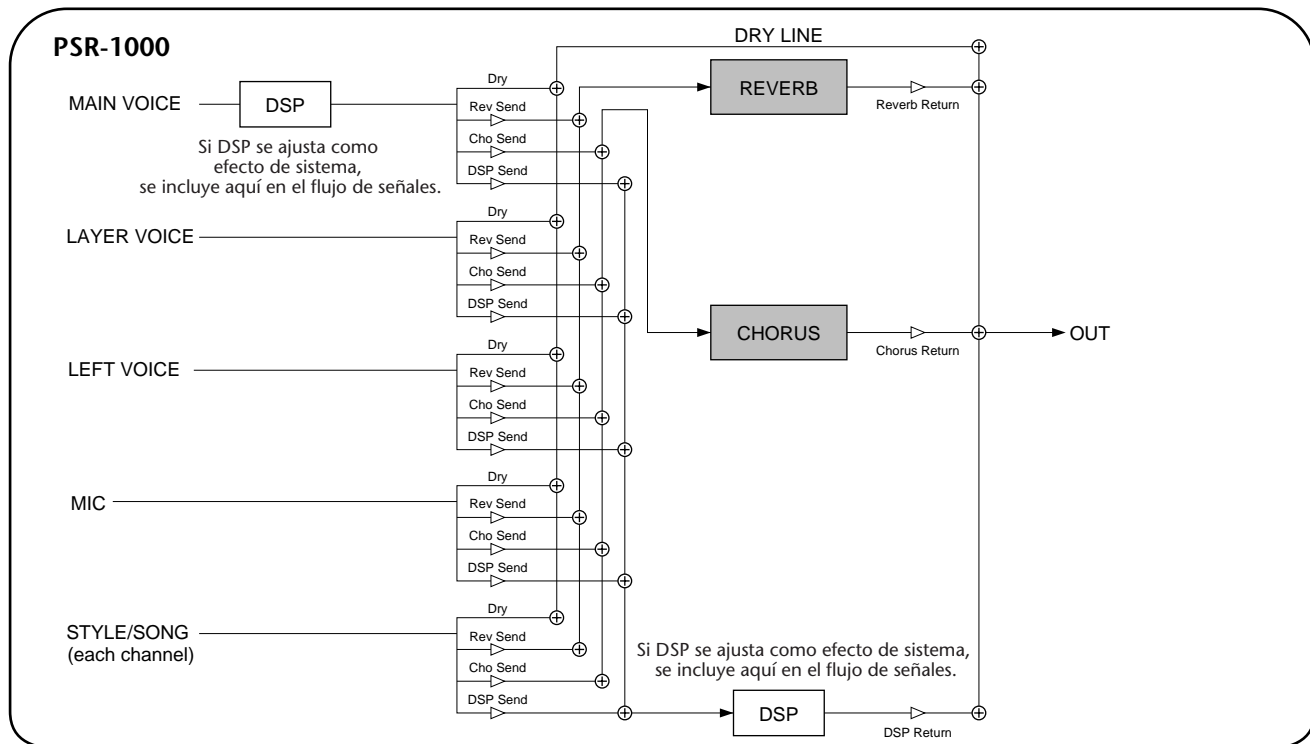 PSR-1000
DRY LINE
MAIN VOICE
DSP
Si DSP se ajusta como
efecto de sistema,
se incluye aquí en el flujo de señales.
Dry
Rev Send
Cho Send
DSP Send
REVERB
Reverb Return
LAYER VOICE
Dry
Rev Send
Cho Send
DSP Send
CHORUS
Chorus Return
OUT
LEFT VOICE
Dry
Rev Send
Cho Send
DSP Send
MIC
Dry
Rev Send
Cho Send
DSP Send
STYLE/SONG
(each channel)
Dry
Rev Send
Cho Send
DSP Send
Si DSP se ajusta como efecto de sistema,
se incluye aquí en el flujo de señales.
DSP
DSP Return